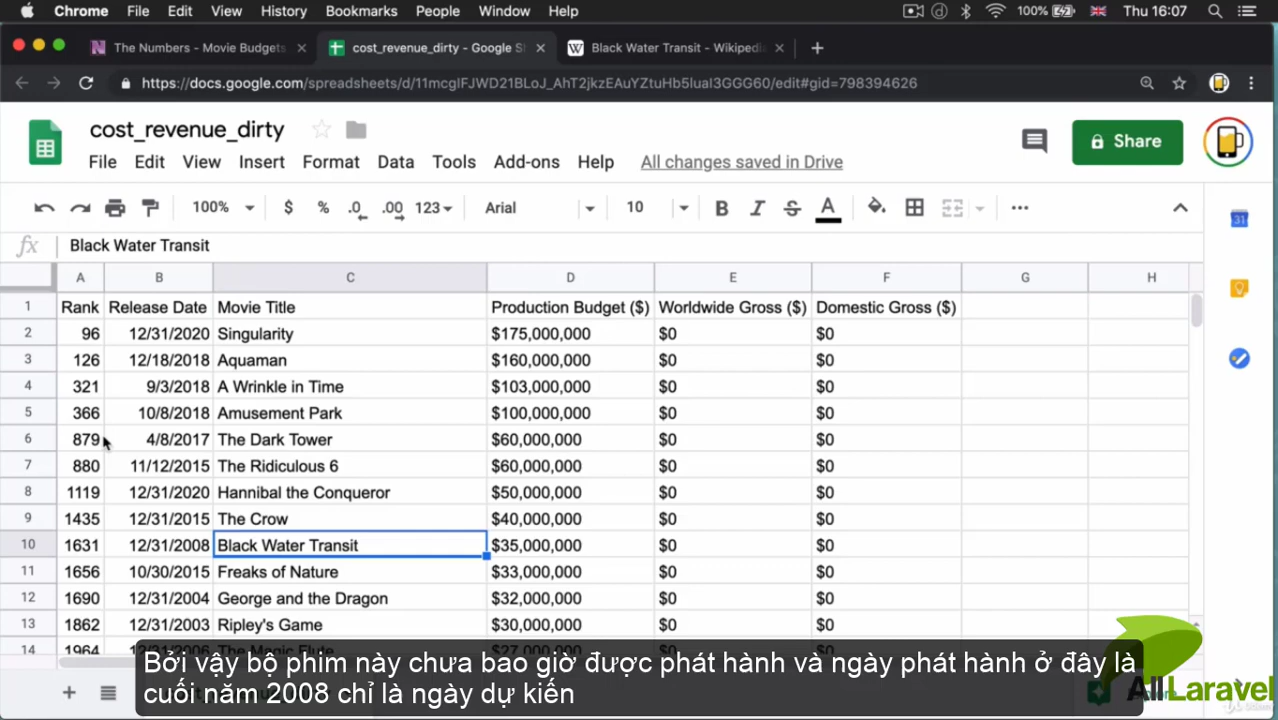 Chrome File Edit View History Bookmarks People Window Help 100% Thu 16:07
The Numbers - Movie Budgets cost_revenue_dirty - Google S Black Water Transit - Wikipedi
https://docs.google.com/spreadsheets/d/11mcgIFJWD21BLoJ_AhT2jkzEAuYZtuHb5luaI3GGG60/edit#gid=798394626
cost_revenue_dirty
File Edit View Insert Format Data Tools Add-ons Help All changes saved in Drive
Share
100% $ % .0 .00 123 Arial 10 B I S A
fx Black Water Transit
A B C D E F G H
1 Rank Release Date Movie Title Production Budget ($) Worldwide Gross ($) Domestic Gross ($)
2 96 12/31/2020 Singularity $175,000,000 $0 $0
3 126 12/18/2018 Aquaman $160,000,000 $0 $0
4 321 9/3/2018 A Wrinkle in Time $103,000,000 $0 $0
5 366 10/8/2018 Amusement Park $100,000,000 $0 $0
6 879 4/8/2017 The Dark Tower $60,000,000 $0 $0
7 880 11/12/2015 The Ridiculous 6 $60,000,000 $0 $0
8 1119 12/31/2020 Hannibal the Conqueror $50,000,000 $0 $0
9 1435 12/31/2015 The Crow $40,000,000 $0 $0
10 1631 12/31/2008 Black Water Transit $35,000,000 $0 $0
11 1656 10/30/2015 Freaks of Nature $33,000,000 $0 $0
12 1690 12/31/2004 George and the Dragon $32,000,000 $0 $0
13 1862 12/31/2003 Ripley's Game $30,000,000 $0 $0
14 1964 12/31/2006 The Magic Flute $27,000,000 $0 $0
Bởi vậy bộ phim này chưa bao giờ được phát hành và ngày phát hành ở đây là
cuối năm 2008 chỉ là ngày dự kiến
All Laravel